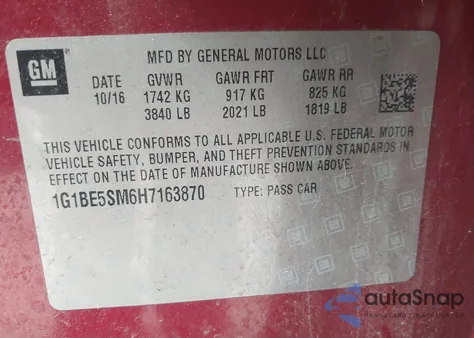 GM
MFD BY GENERAL MOTORS LLC
DATE GVWR GAWR FRT GAWR RR
10/16 1742 KG 917 KG 825 KG
3840 LB 2021 LB 1819 LB
THIS VEHICLE CONFORMS TO ALL APPLICABLE U.S. FEDERAL MOTOR
VEHICLE SAFETY, BUMPER, AND THEFT PREVENTION STANDARDS IN
EFFECT ON THE DATE OF MANUFACTURE SHOWN ABOVE.
1G1BE5SM6H7163870 TYPE: PASS CAR
autoSnap